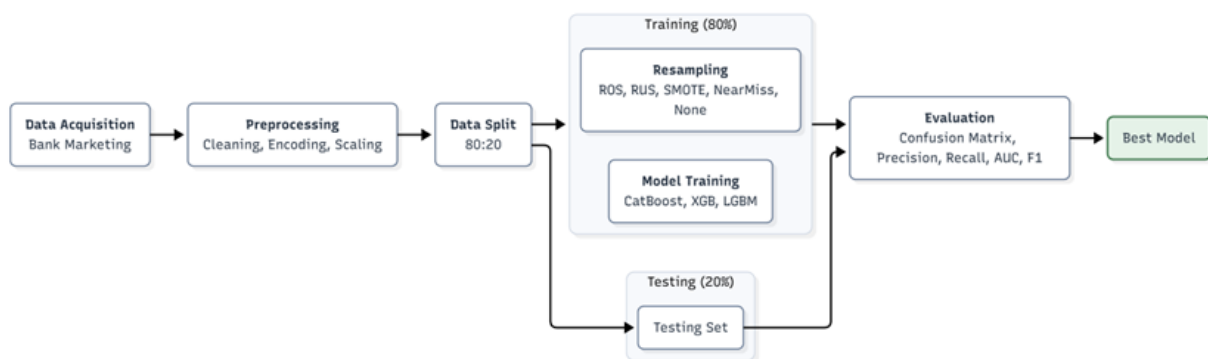 Data Acquisition
Bank Marketing
Preprocessing
Cleaning, Encoding, Scaling
Data Split
80:20
Training (80%)
Resampling
ROS, RUS, SMOTE, NearMiss,
None
Model Training
CatBoost, XGB, LGBM
Testing (20%)
Testing Set
Evaluation
Confusion Matrix,
Precision, Recall, AUC, F1
Best Model